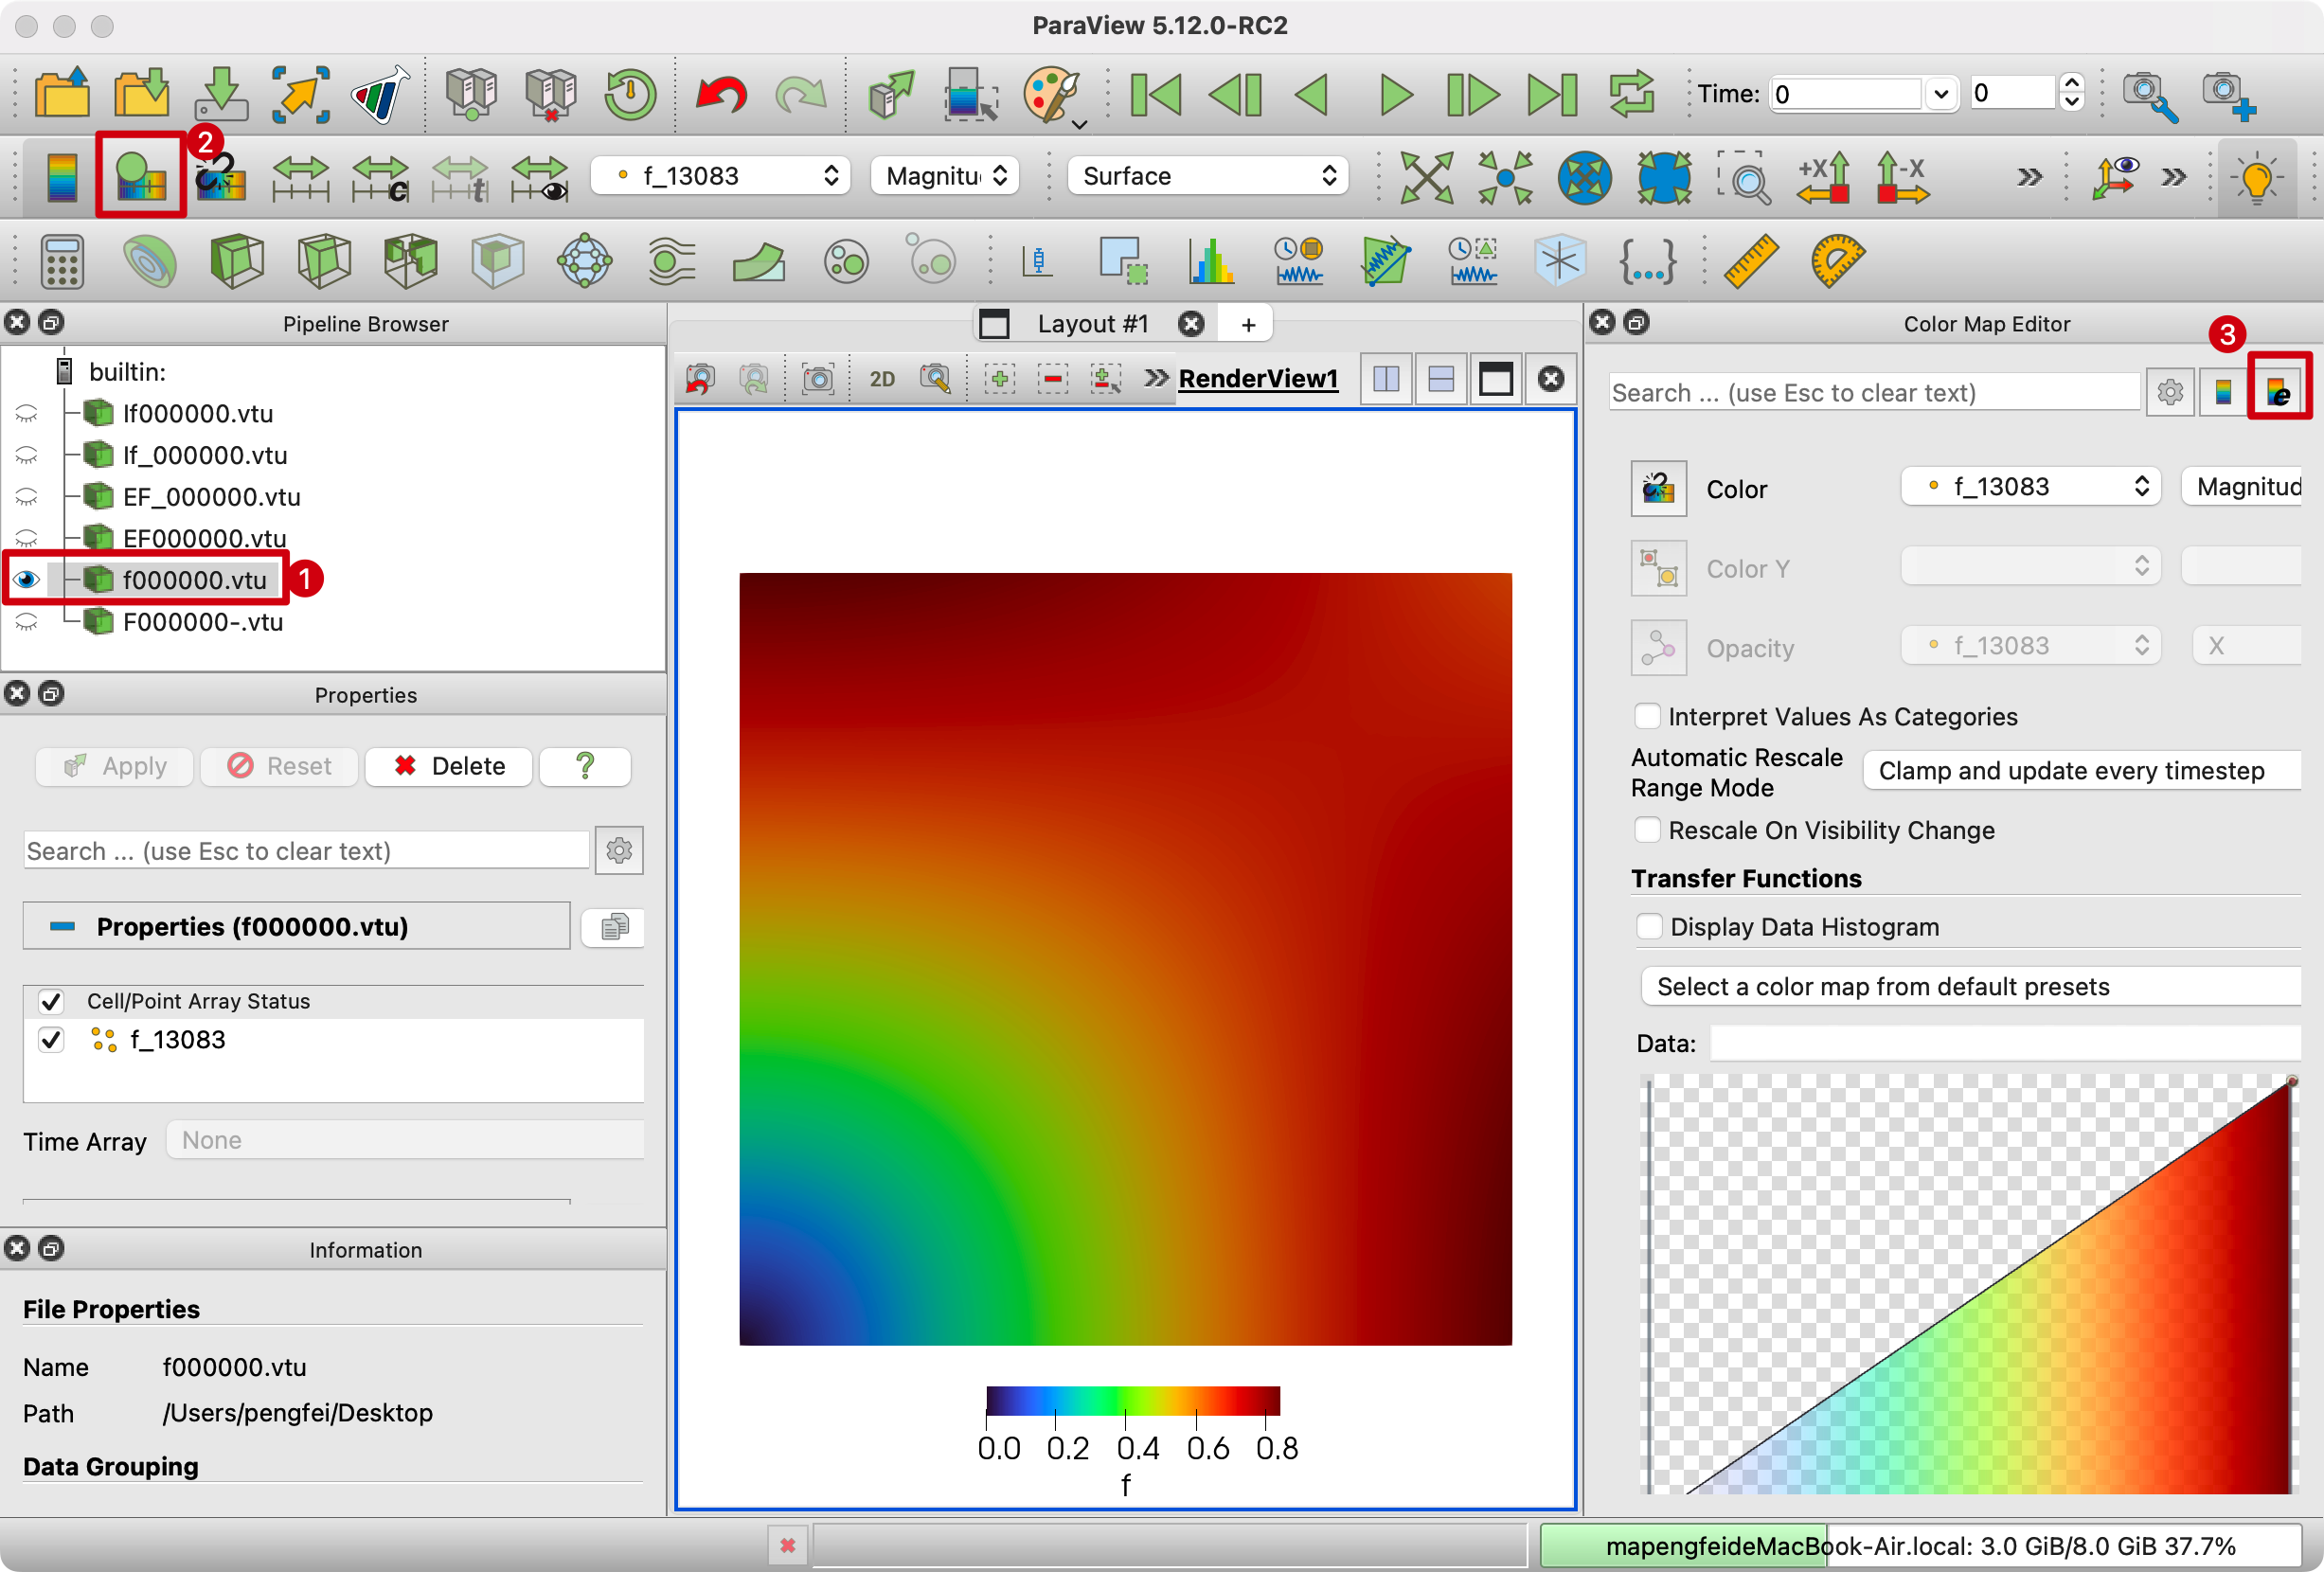 ParaView 5.12.0-RC2
Time: 0 0
2
c t
f_13083 Magnitu Surface +X -X
Pipeline Browser
builtin:
If000000.vtu
If_000000.vtu
EF_000000.vtu
EF000000.vtu
f000000.vtu 1
F000000-.vtu
Properties
Apply Reset Delete ?
Search ... (use Esc to clear text)
Properties (f000000.vtu)
Cell/Point Array Status
f_13083
Time Array None
Information
File Properties
Name f000000.vtu
Path /Users/pengfei/Desktop
Data Grouping
Layout #1 +
2D RenderView1
0.0 0.2 0.4 0.6 0.8
f
Color Map Editor
3
Search ... (use Esc to clear text) e
Color f_13083 Magnitud
Color Y
Opacity f_13083 X
Interpret Values As Categories
Automatic Rescale
Range Mode Clamp and update every timestep
Rescale On Visibility Change
Transfer Functions
Display Data Histogram
Select a color map from default presets
Data:
mapengfeideMacBook-Air.local: 3.0 GiB/8.0 GiB 37.7%